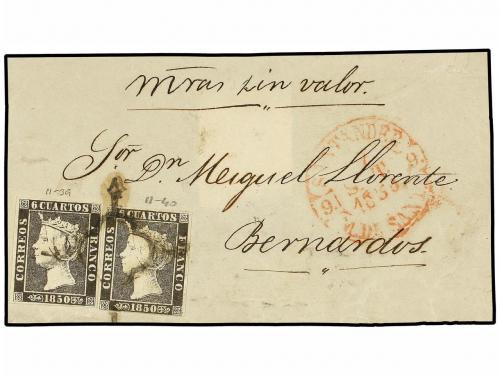 mras sin valor.
Sor. Dn. Meiguel Llorente
Bernardos.
11-39
11-40
6 CUARTOS
CORREOS
FRANCO
1850
6 CUARTOS
CORREOS
FRANCO
1850